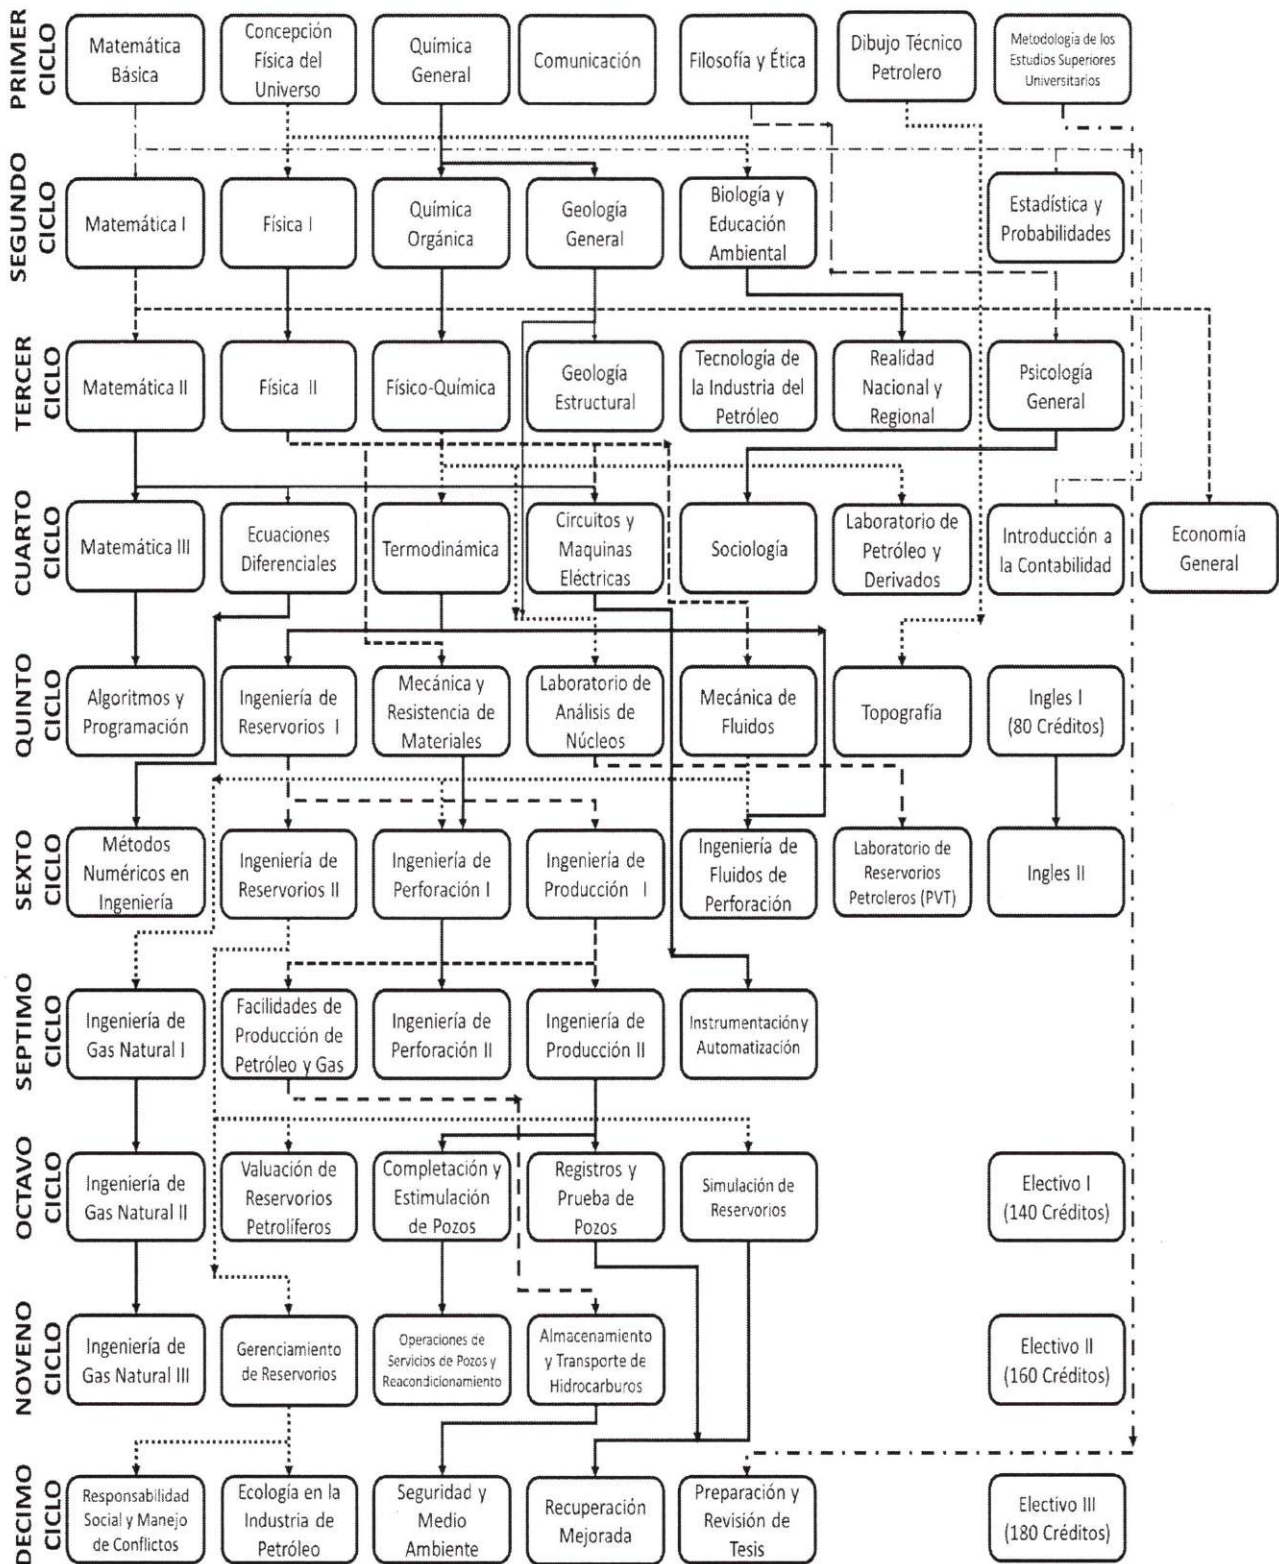 PRIMER
CICLO
Matemática
Básica
Concepción
Física del
Universo
Química
General
Comunicación
Filosofía y Ética
Dibujo Técnico
Petrolero
Metodología de los
Estudios Superiores
Universitarios
SEGUNDO
CICLO
Matemática I
Física I
Química
Orgánica
Geología
General
Biología y
Educación
Ambiental
Estadística y
Probabilidades
TERCER
CICLO
Matemática II
Física II
Físico-Química
Geología
Estructural
Tecnología de
la Industria del
Petróleo
Realidad
Nacional y
Regional
Psicología
General
CUARTO
CICLO
Matemática III
Ecuaciones
Diferenciales
Termodinámica
Circuitos y
Maquinas
Eléctricas
Sociología
Laboratorio de
Petróleo y
Derivados
Introducción a
la Contabilidad
Economía
General
QUINTO
CICLO
Algoritmos y
Programación
Ingeniería de
Reservorios I
Mecánica y
Resistencia de
Materiales
Laboratorio de
Análisis de
Núcleos
Mecánica de
Fluidos
Topografía
Ingles I
(80 Créditos)
SEXTO
CICLO
Métodos
Numéricos en
Ingeniería
Ingeniería de
Reservorios II
Ingeniería de
Perforación I
Ingeniería de
Producción I
Ingeniería de
Fluidos de
Perforación
Laboratorio de
Reservorios
Petroleros (PVT)
Ingles II
SEPTIMO
CICLO
Ingeniería de
Gas Natural I
Facilidades de
Producción de
Petróleo y Gas
Ingeniería de
Perforación II
Ingeniería de
Producción II
Instrumentación y
Automatización
OCTAVO
CICLO
Ingeniería de
Gas Natural II
Valuación de
Reservorios
Petrolíferos
Completación y
Estimulación
de Pozos
Registros y
Prueba de
Pozos
Simulación de
Reservorios
Electivo I
(140 Créditos)
NOVENO
CICLO
Ingeniería de
Gas Natural III
Gerenciamiento
de Reservorios
Operaciones de
Servicios de Pozos y
Reacondicionamiento
Almacenamiento
y Transporte de
Hidrocarburos
Electivo II
(160 Créditos)
DECIMO
CICLO
Responsabilidad
Social y Manejo
de Conflictos
Ecología en la
Industria de
Petróleo
Seguridad y
Medio
Ambiente
Recuperación
Mejorada
Preparación y
Revisión de
Tesis
Electivo III
(180 Créditos)